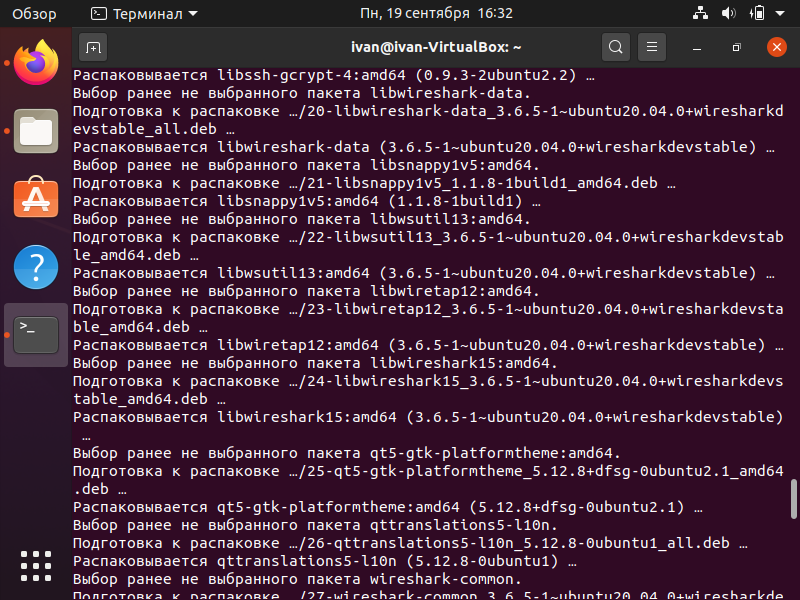 Обзор
Терминал
Пн, 19 сентября 16:32
ivan@ivan-VirtualBox: ~
Распаковывается libssh-gcrypt-4:amd64 (0.9.3-2ubuntu2.2) …
Выбор ранее не выбранного пакета libwireshark-data.
Подготовка к распаковке …/20-libwireshark-data_3.6.5-1~ubuntu20.04.0+wiresharkd
evstable_all.deb …
Распаковывается libwireshark-data (3.6.5-1~ubuntu20.04.0+wiresharkdevstable) …
Выбор ранее не выбранного пакета libsnappy1v5:amd64.
Подготовка к распаковке …/21-libsnappy1v5_1.1.8-1build1_amd64.deb …
Распаковывается libsnappy1v5:amd64 (1.1.8-1build1) …
Выбор ранее не выбранного пакета libwsutil13:amd64.
Подготовка к распаковке …/22-libwsutil13_3.6.5-1~ubuntu20.04.0+wiresharkdevstab
le_amd64.deb …
Распаковывается libwsutil13:amd64 (3.6.5-1~ubuntu20.04.0+wiresharkdevstable) …
Выбор ранее не выбранного пакета libwiretap12:amd64.
Подготовка к распаковке …/23-libwiretap12_3.6.5-1~ubuntu20.04.0+wiresharkdevsta
ble_amd64.deb …
Распаковывается libwiretap12:amd64 (3.6.5-1~ubuntu20.04.0+wiresharkdevstable) …
Выбор ранее не выбранного пакета libwireshark15:amd64.
Подготовка к распаковке …/24-libwireshark15_3.6.5-1~ubuntu20.04.0+wiresharkdevs
table_amd64.deb …
Распаковывается libwireshark15:amd64 (3.6.5-1~ubuntu20.04.0+wiresharkdevstable)
…
Выбор ранее не выбранного пакета qt5-gtk-platformtheme:amd64.
Подготовка к распаковке …/25-qt5-gtk-platformtheme_5.12.8+dfsg-0ubuntu2.1_amd64
.deb …
Распаковывается qt5-gtk-platformtheme:amd64 (5.12.8+dfsg-0ubuntu2.1) …
Выбор ранее не выбранного пакета qttranslations5-l10n.
Подготовка к распаковке …/26-qttranslations5-l10n_5.12.8-0ubuntu1_all.deb …
Распаковывается qttranslations5-l10n (5.12.8-0ubuntu1) …
Выбор ранее не выбранного пакета wireshark-common.
Подготовка к распаковке …/27-wireshark-common_3.6.5-1~ubuntu20.04.0+wiresharkde